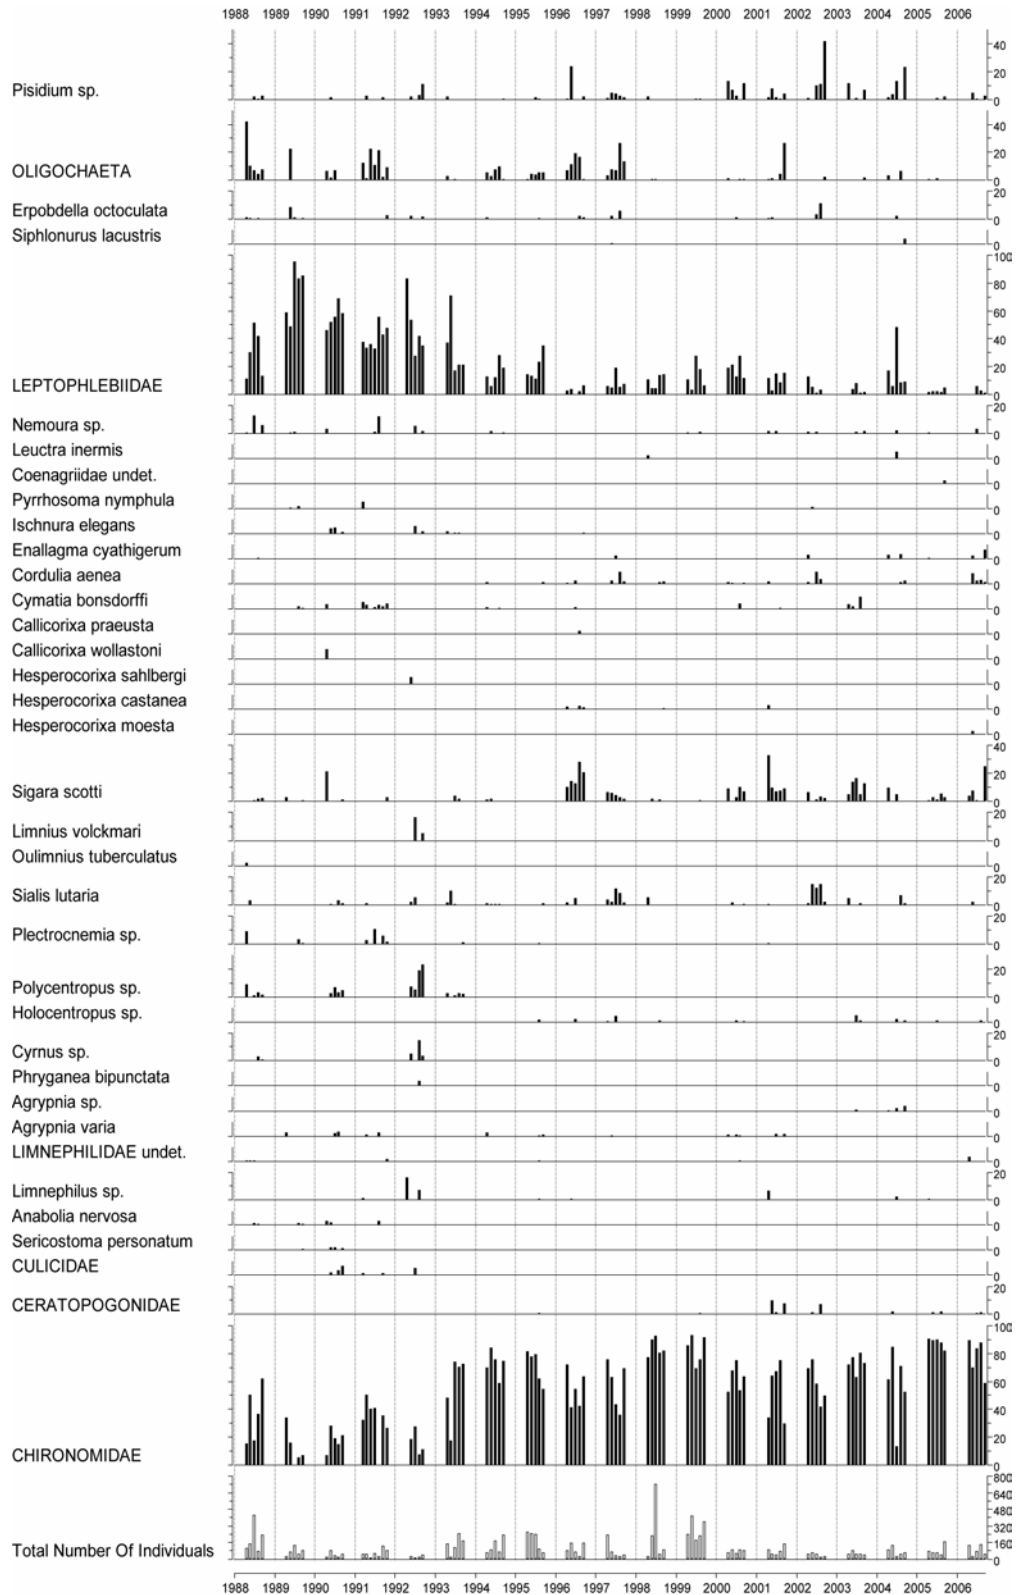 1988 1989 1990 1991 1992 1993 1994 1995 1996 1997 1998 1999 2000 2001 2002 2003 2004 2005 2006
40
20
Pisidium sp. 0
40
20
OLIGOCHAETA 0
20
Erpobdella octoculata 0
Siphlonurus lacustris 0
100
80
60
40
20
LEPTOPHLEBIIDAE 0
20
Nemoura sp. 0
Leuctra inermis 0
Coenagriidae undet. 0
Pyrrhosoma nymphula 0
Ischnura elegans 0
Enallagma cyathigerum 0
Cordulia aenea 0
Cymatia bonsdorffi 0
Callicorixa praeusta 0
Callicorixa wollastoni 0
Hesperocorixa sahlbergi 0
Hesperocorixa castanea 0
Hesperocorixa moesta 0
40
20
Sigara scotti 0
20
Limnius volckmari 0
Oulimnius tuberculatus 0
20
Sialis lutaria 0
20
Plectrocnemia sp. 0
20
Polycentropus sp. 0
Holocentropus sp. 0
20
Cyrnus sp. 0
Phryganea bipunctata 0
Agrypnia sp. 0
Agrypnia varia 0
LIMNEPHILIDAE undet. 0
20
Limnephilus sp. 0
Anabolia nervosa 0
Sericostoma personatum 0
CULICIDAE 0
20
CERATOPOGONIDAE 0
100
80
60
40
20
CHIRONOMIDAE 0
800
640
480
320
160
Total Number Of Individuals 0
1988 1989 1990 1991 1992 1993 1994 1995 1996 1997 1998 1999 2000 2001 2002 2003 2004 2005 2006